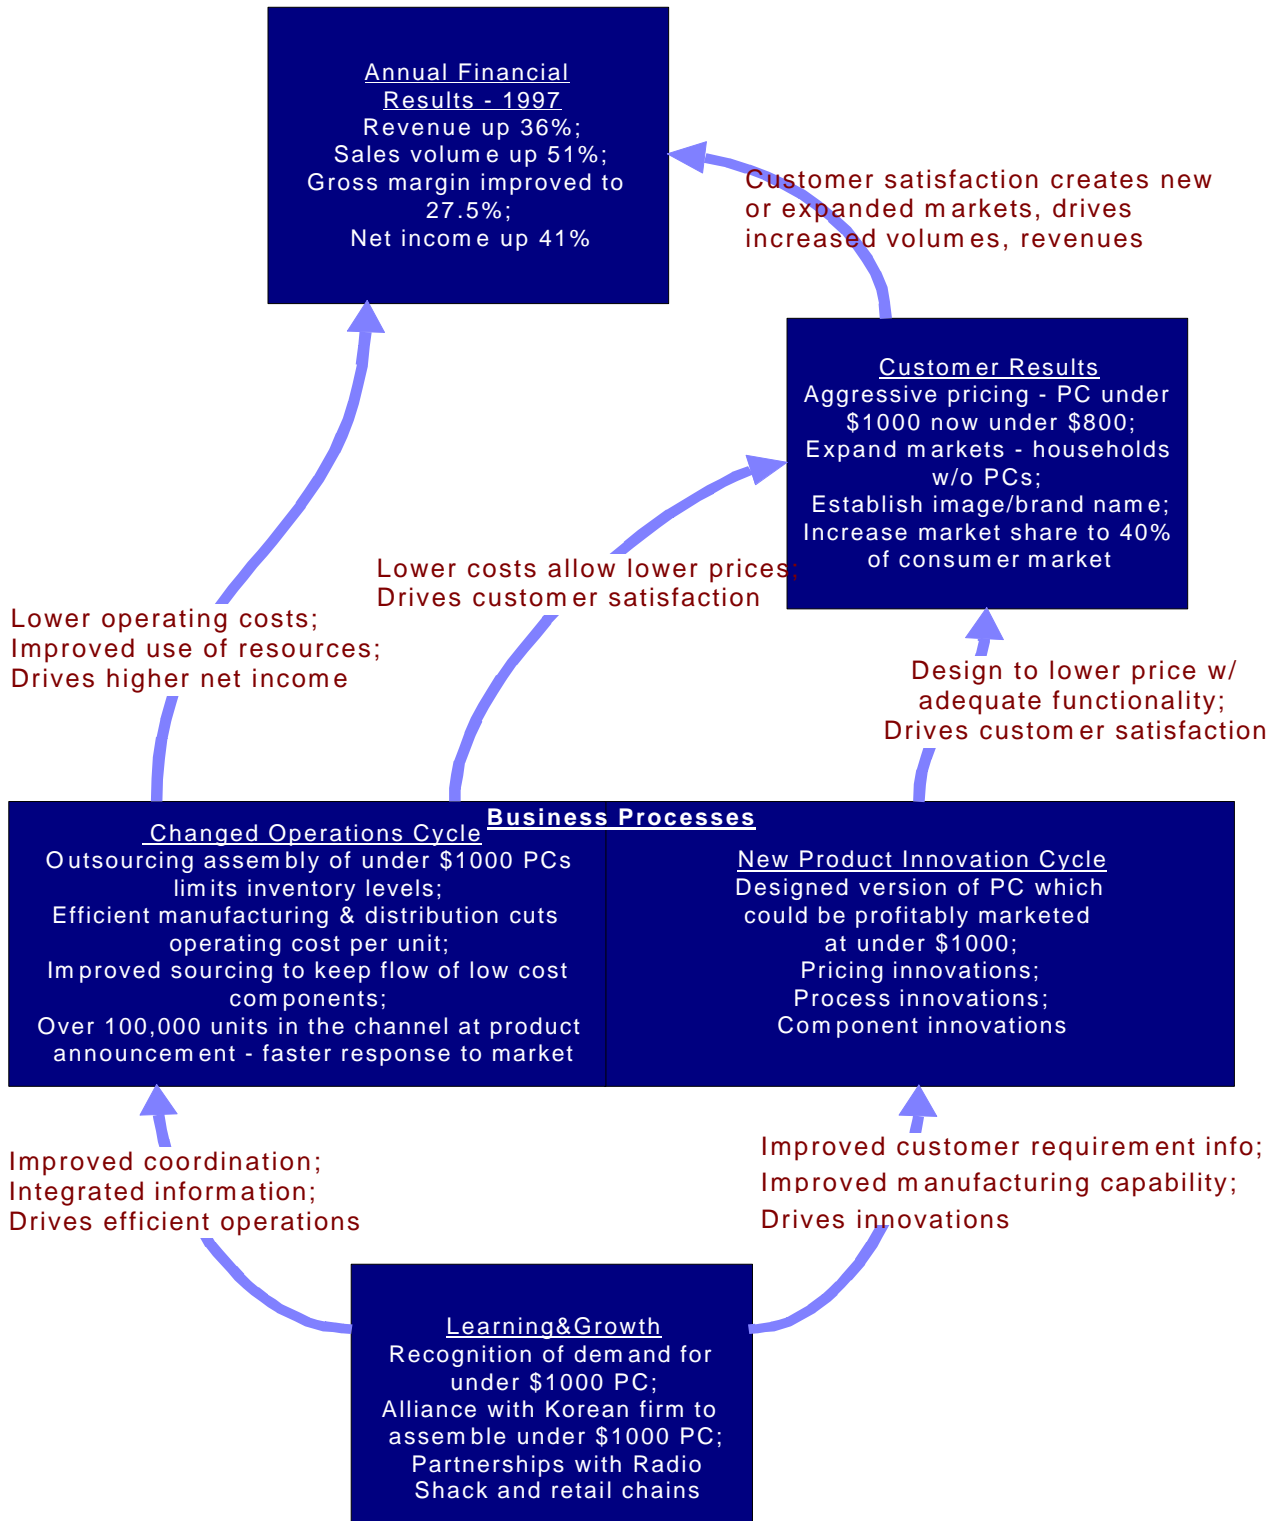 Annual Financial
Results - 1997
Revenue up 36%;
Sales volume up 51%;
Gross margin improved to
27.5%;
Net income up 41%
Customer satisfaction creates new
or expanded markets, drives
increased volumes, revenues
Customer Results
Aggressive pricing - PC under
$1000 now under $800;
Expand markets - households
w/o PCs;
Establish image/brand name;
Increase market share to 40%
of consumer market
Lower costs allow lower prices;
Drives customer satisfaction
Lower operating costs;
Improved use of resources;
Drives higher net income
Design to lower price w/
adequate functionality;
Drives customer satisfaction
Business Processes
Changed Operations Cycle
Outsourcing assembly of under $1000 PCs
limits inventory levels;
Efficient manufacturing & distribution cuts
operating cost per unit;
Improved sourcing to keep flow of low cost
components;
Over 100,000 units in the channel at product
announcement - faster response to market
New Product Innovation Cycle
Designed version of PC which
could be profitably marketed
at under $1000;
Pricing innovations;
Process innovations;
Component innovations
Improved coordination;
Integrated information;
Drives efficient operations
Improved customer requirement info;
Improved manufacturing capability;
Drives innovations
Learning&Growth
Recognition of demand for
under $1000 PC;
Alliance with Korean firm to
assemble under $1000 PC;
Partnerships with Radio
Shack and retail chains